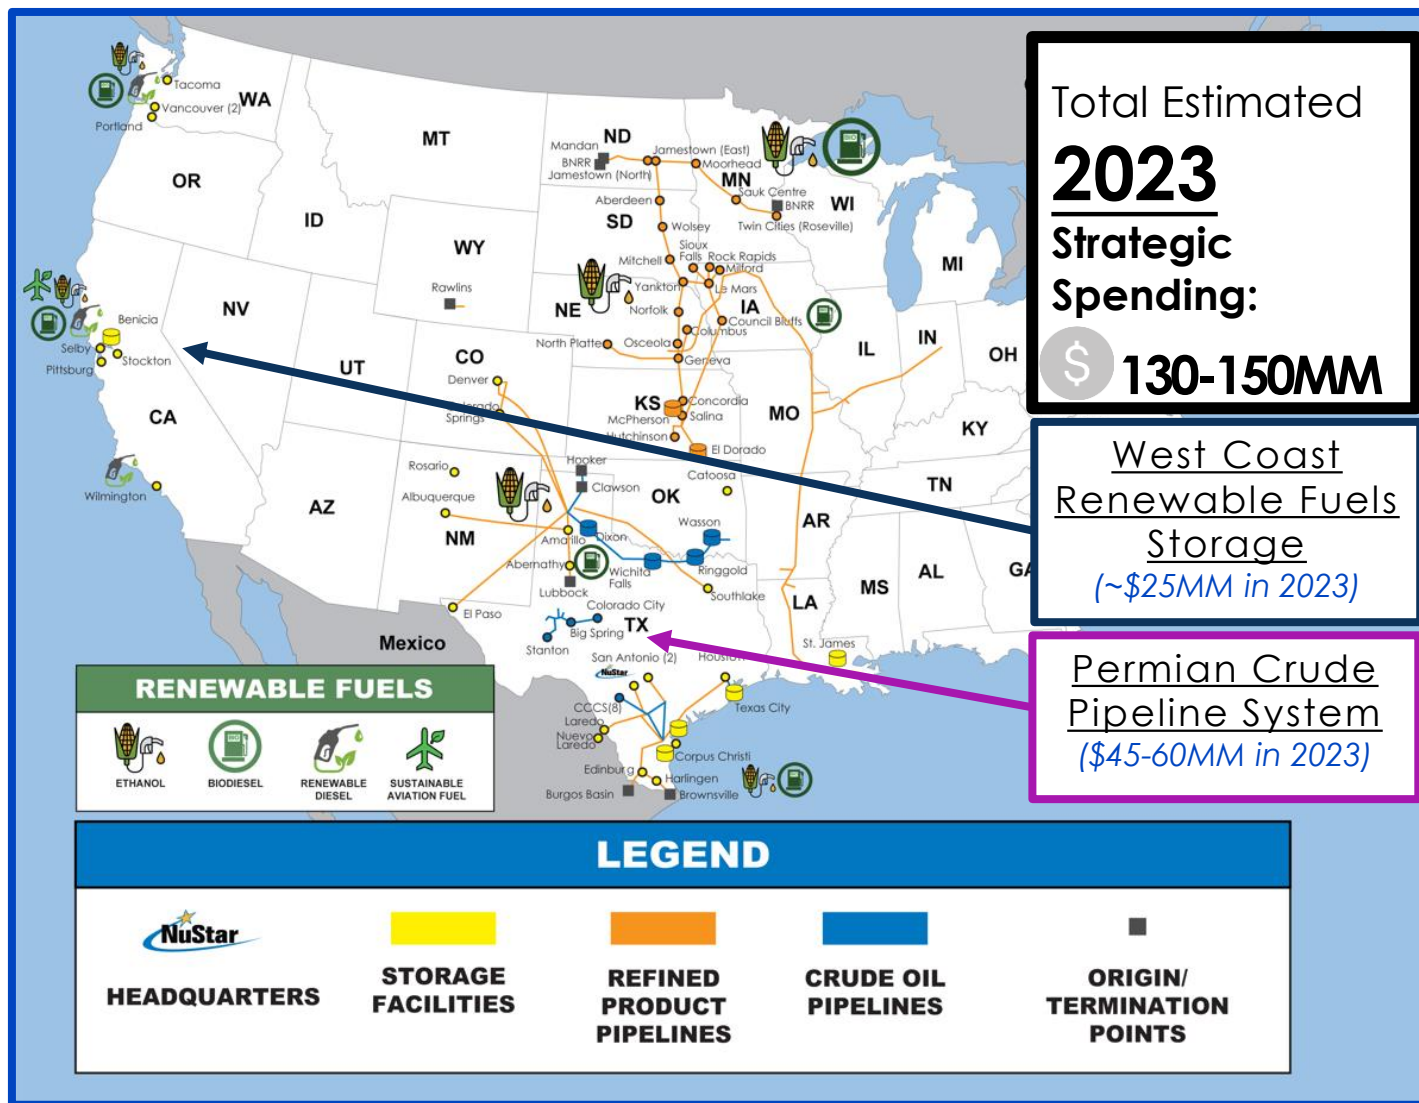 Tacoma
WA
Vancouver (2)
Portland
MT
ND
Mandan
BNRR
Jamestown (North)
Jamestown (East)
Moorhead
MN
Sauk Centre
BNRR
WI
Twin Cities (Roseville)
OR
ID
Aberdeen
SD
Wolsey
WY
Sioux
Falls
Rock Rapids
Mitchell
Milford
MI
Rawlins
Yankton
Le Mars
NE
IA
Norfolk
Council Bluffs
Columbus
NV
Benicia
North Platte
Osceola
Geneva
IL
IN
OH
Selby
Stockton
Pittsburg
UT
CO
Denver
Colorado
Springs
KS
Concordia
McPherson
Salina
MO
Hutchinson
CA
KY
El Dorado
Rosario
Hooker
Clawson
Catoosa
OK
TN
Wilmington
Albuquerque
AZ
NM
Wasson
AR
Amarillo
Dixon
Abernathy
Wichita
Falls
Ringgold
Lubbock
Southlake
MS
AL
GA
LA
El Paso
Colorado City
Big Spring
TX
Stanton
Mexico
San Antonio (2)
Houston
St. James
NuStar
CCCS(8)
Texas City
Laredo
Nuevo
Laredo
Corpus Christi
Edinburg
Harlingen
Burgos Basin
Brownsville
Total Estimated
2023
Strategic
Spending:
$ 130-150MM
West Coast
Renewable Fuels
Storage
(~$25MM in 2023)
Permian Crude
Pipeline System
($45-60MM in 2023)
RENEWABLE FUELS
BIO
G
ETHANOL
BIODIESEL
RENEWABLE
DIESEL
SUSTAINABLE
AVIATION FUEL
LEGEND
NuStar
HEADQUARTERS
STORAGE
FACILITIES
REFINED
PRODUCT
PIPELINES
CRUDE OIL
PIPELINES
ORIGIN/
TERMINATION
POINTS